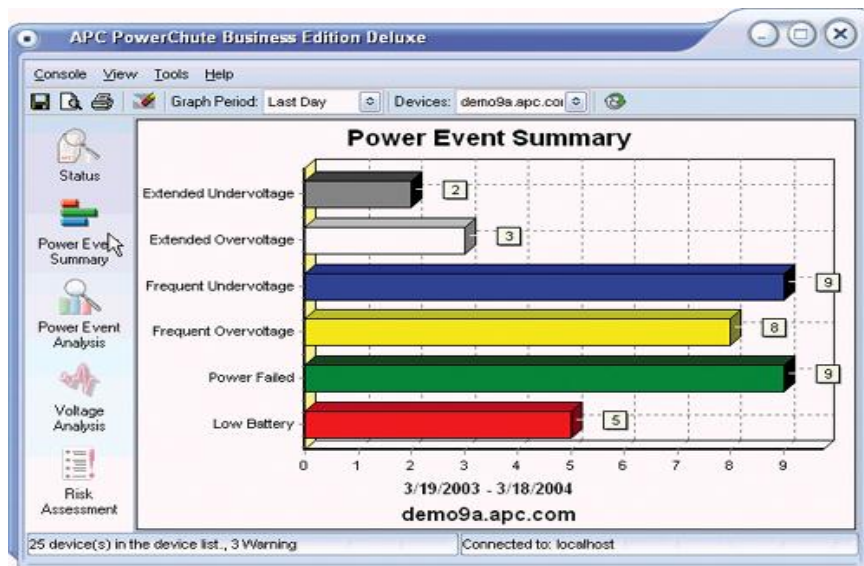 APC PowerChute Business Edition Deluxe
Console View Tools Help
Graph Period: Last Day Devices: demo9a.apc.coi
Status
Power Summary
Power Event Analysis
Voltage Analysis
Risk Assessment
Power Event Summary
Extended Undervoltage 2
Extended Overvoltage 3
Frequent Undervoltage 9
Frequent Overvoltage 8
Power Failed 9
Low Battery 5
0 1 2 3 4 5 6 7 8 9
3/19/2003 - 3/18/2004
demo9a.apc.com
25 device(s) in the device list., 3 Warning
Connected to: localhost